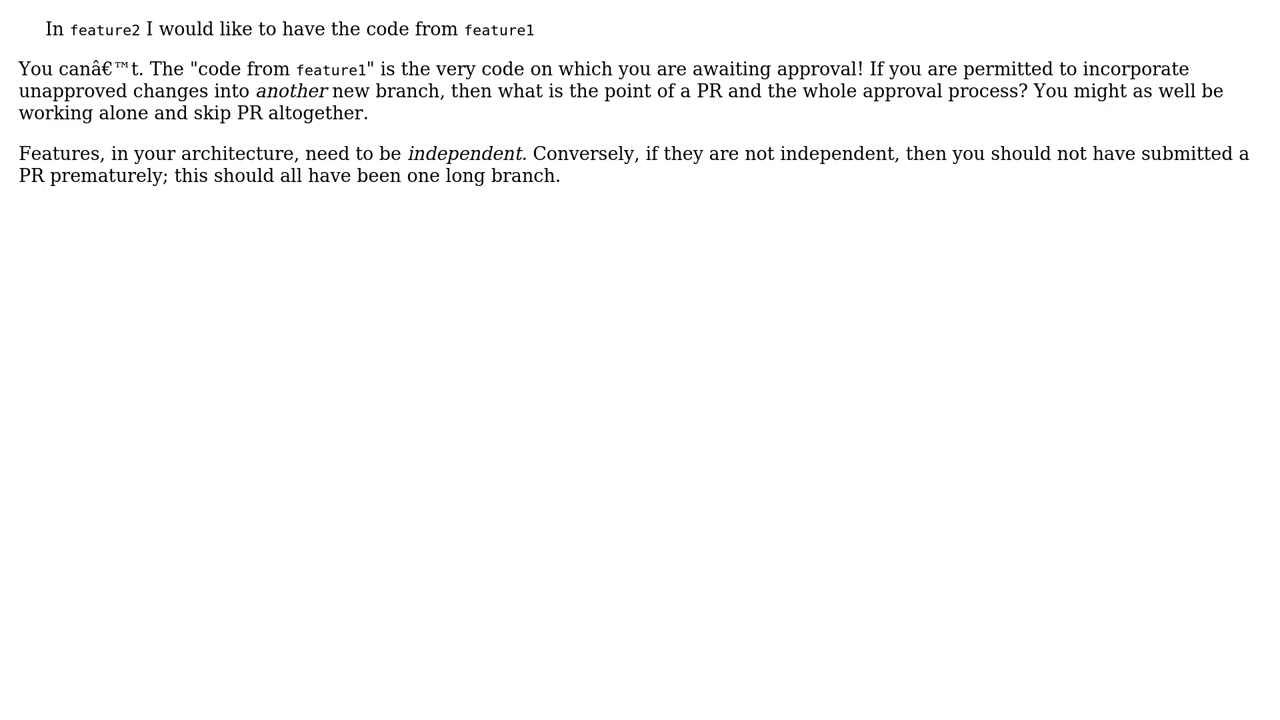 In feature2 I would like to have the code from feature1
You canâ€™t. The "code from feature1" is the very code on which you are awaiting approval! If you are permitted to incorporate
unapproved changes into another new branch, then what is the point of a PR and the whole approval process? You might as well be
working alone and skip PR altogether.
Features, in your architecture, need to be independent. Conversely, if they are not independent, then you should not have submitted a
PR prematurely; this should all have been one long branch.